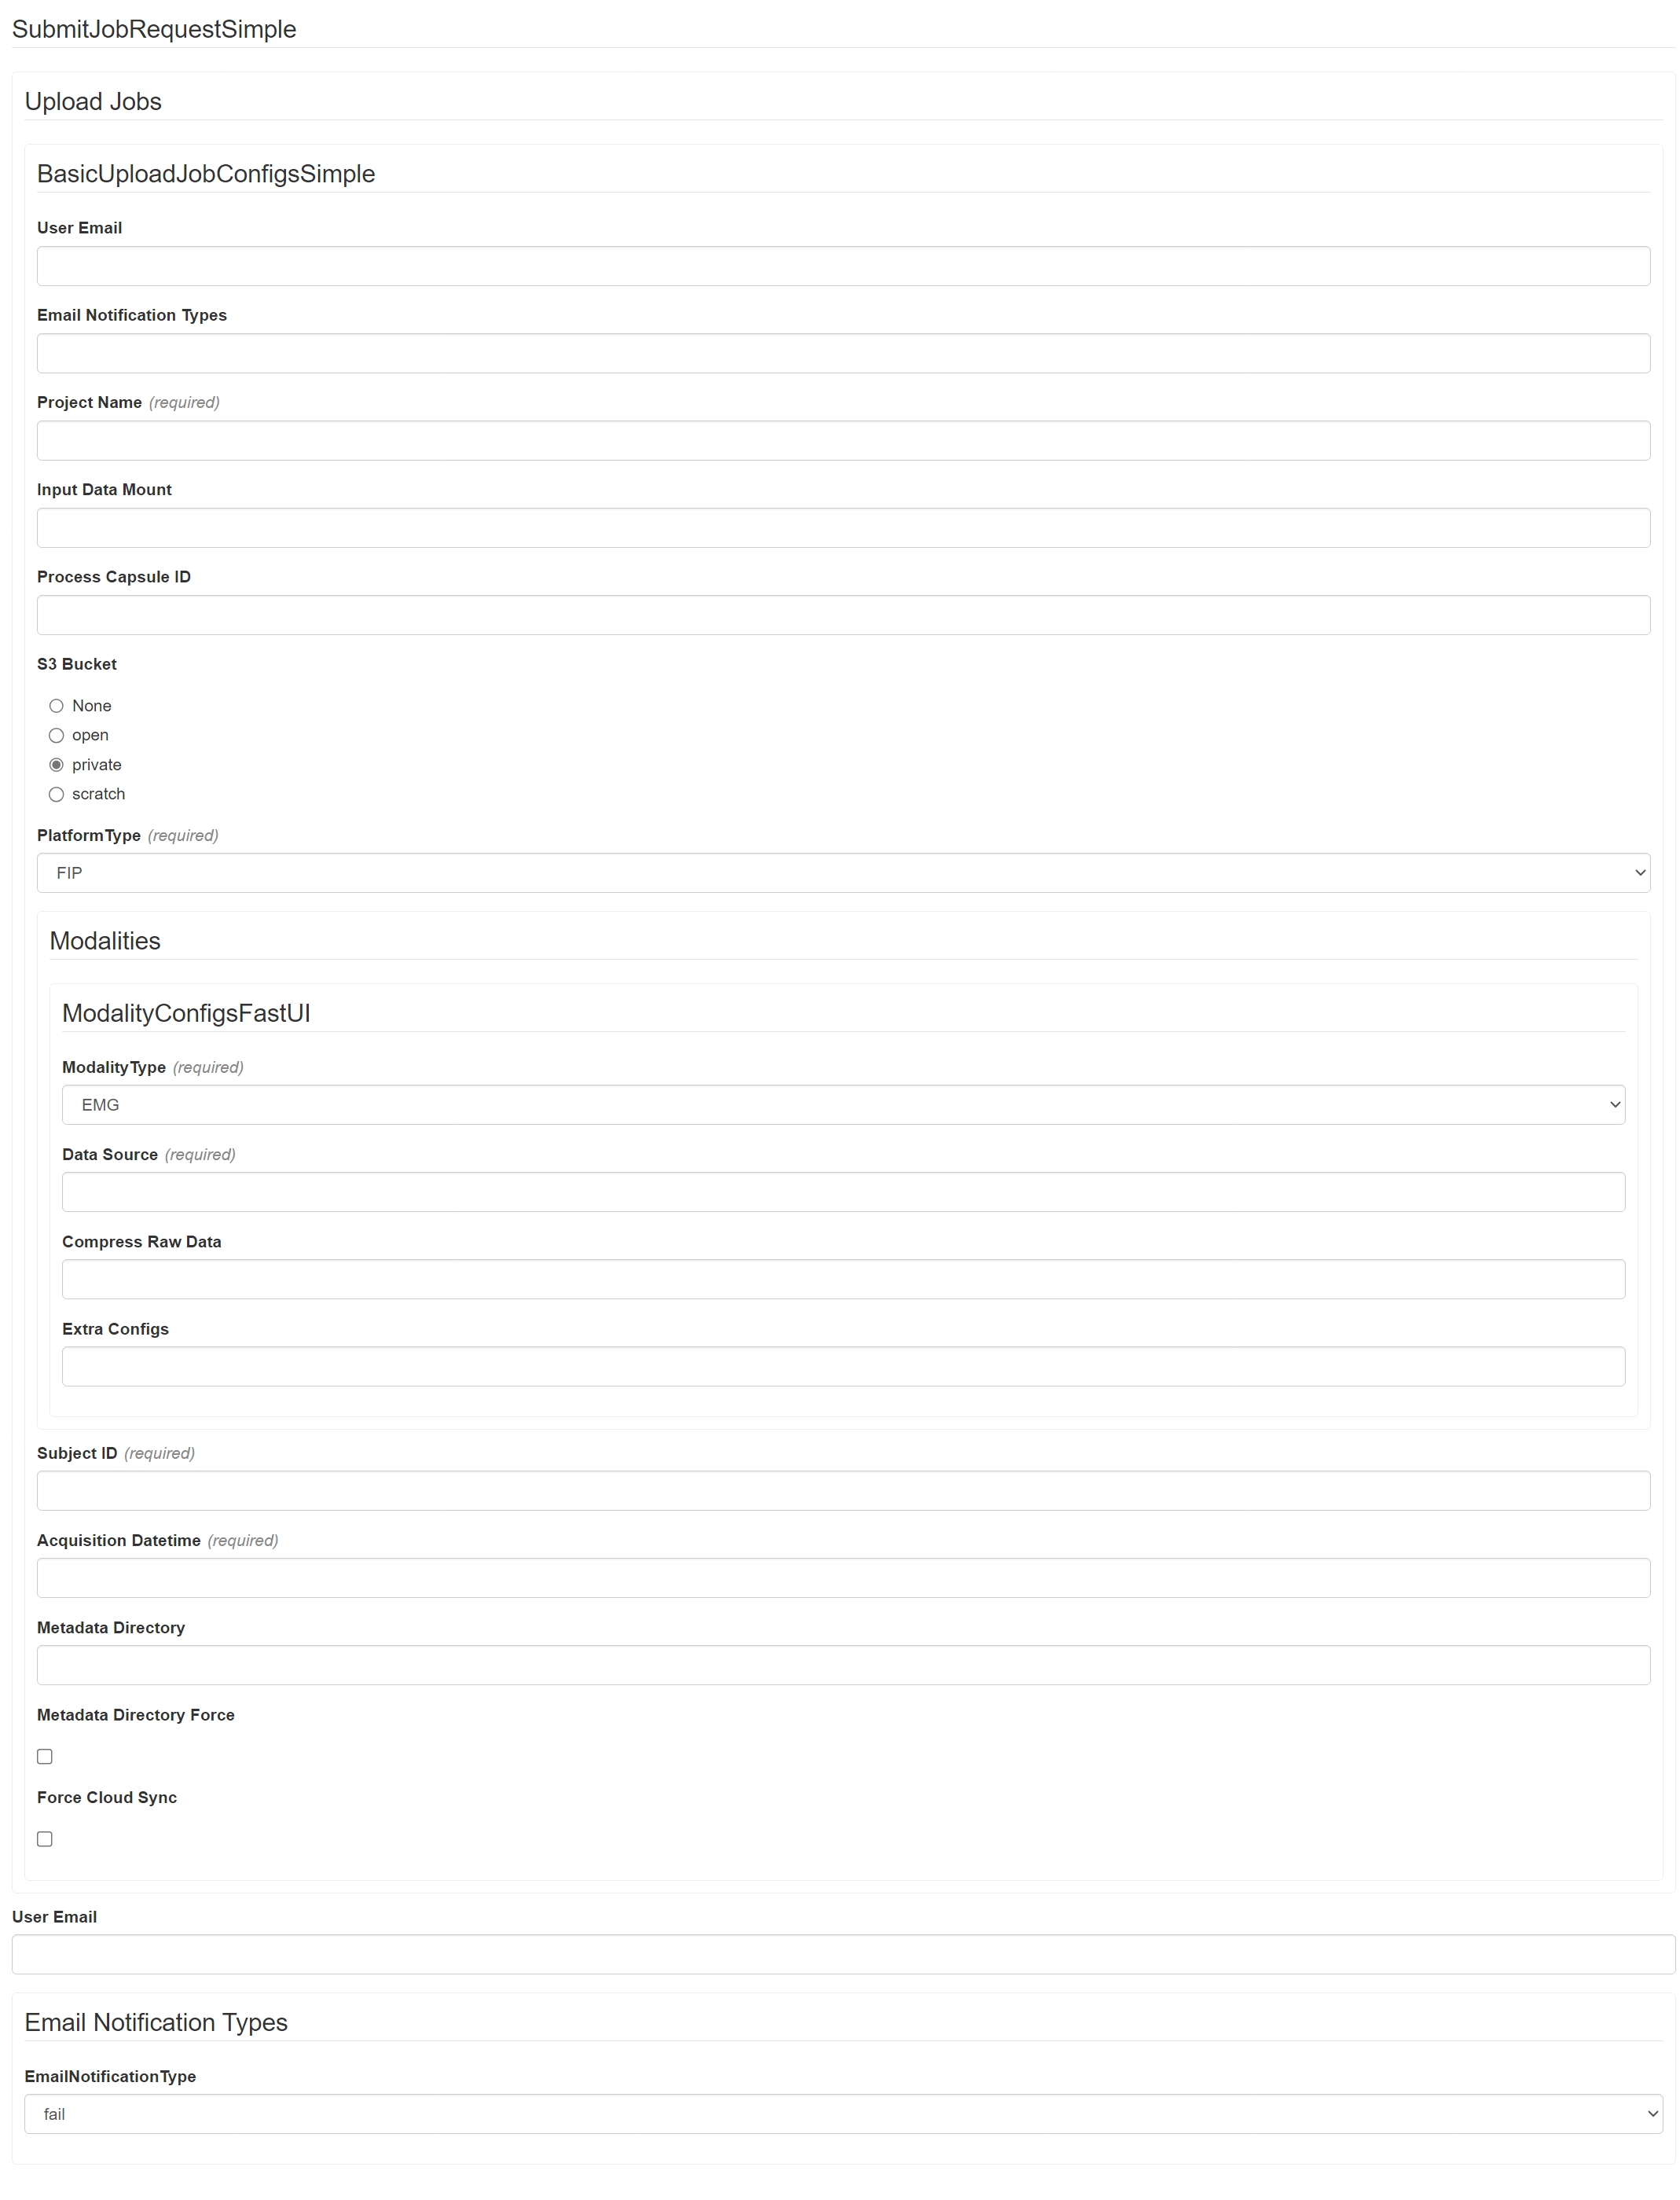 SubmitJobRequestSimple
Upload Jobs
BasicUploadJobConfigsSimple
User Email
Email Notification Types
Project Name (required)
Input Data Mount
Process Capsule ID
S3 Bucket
None
open
private
scratch
PlatformType (required)
FIP
Modalities
ModalityConfigsFastUI
ModalityType (required)
EMG
Data Source (required)
Compress Raw Data
Extra Configs
Subject ID (required)
Acquisition Datetime (required)
Metadata Directory
Metadata Directory Force
Force Cloud Sync
User Email
Email Notification Types
EmailNotificationType
fail